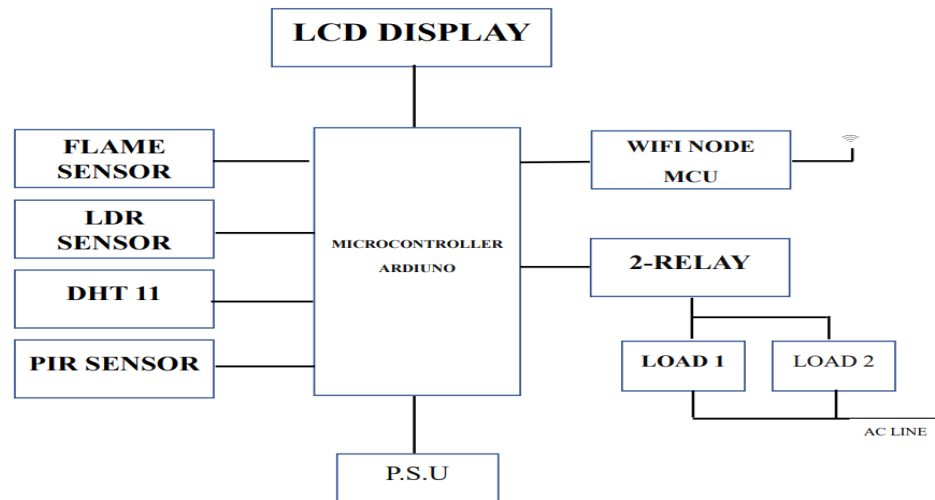 LCD DISPLAY
FLAME
SENSOR
LDR
SENSOR
DHT 11
PIR SENSOR
MICROCONTROLLER
ARDIUNO
WIFI NODE
MCU
2-RELAY
LOAD 1
LOAD 2
AC LINE
P.S.U